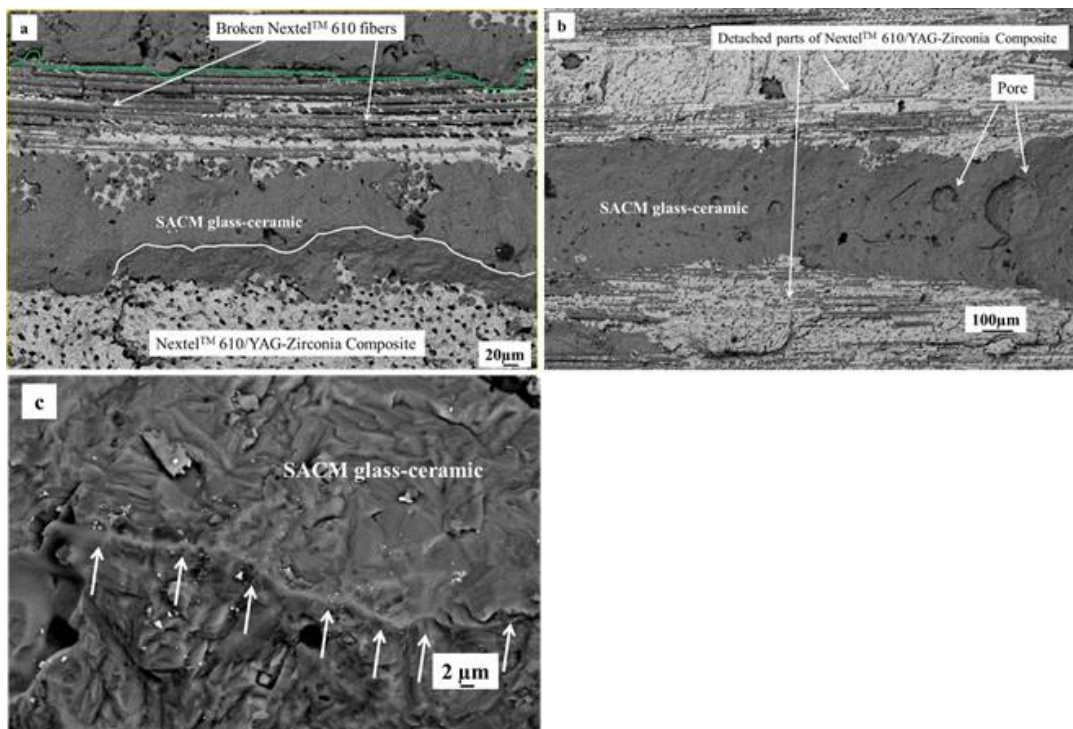 a
Broken Nextel™ 610 fibers
SACM glass-ceramic
Nextel™ 610/YAG-Zirconia Composite
20µm
b
Detached parts of Nextel™ 610/YAG-Zirconia Composite
Pore
SACM glass-ceramic
100µm
c
SACM glass-ceramic
2 µm